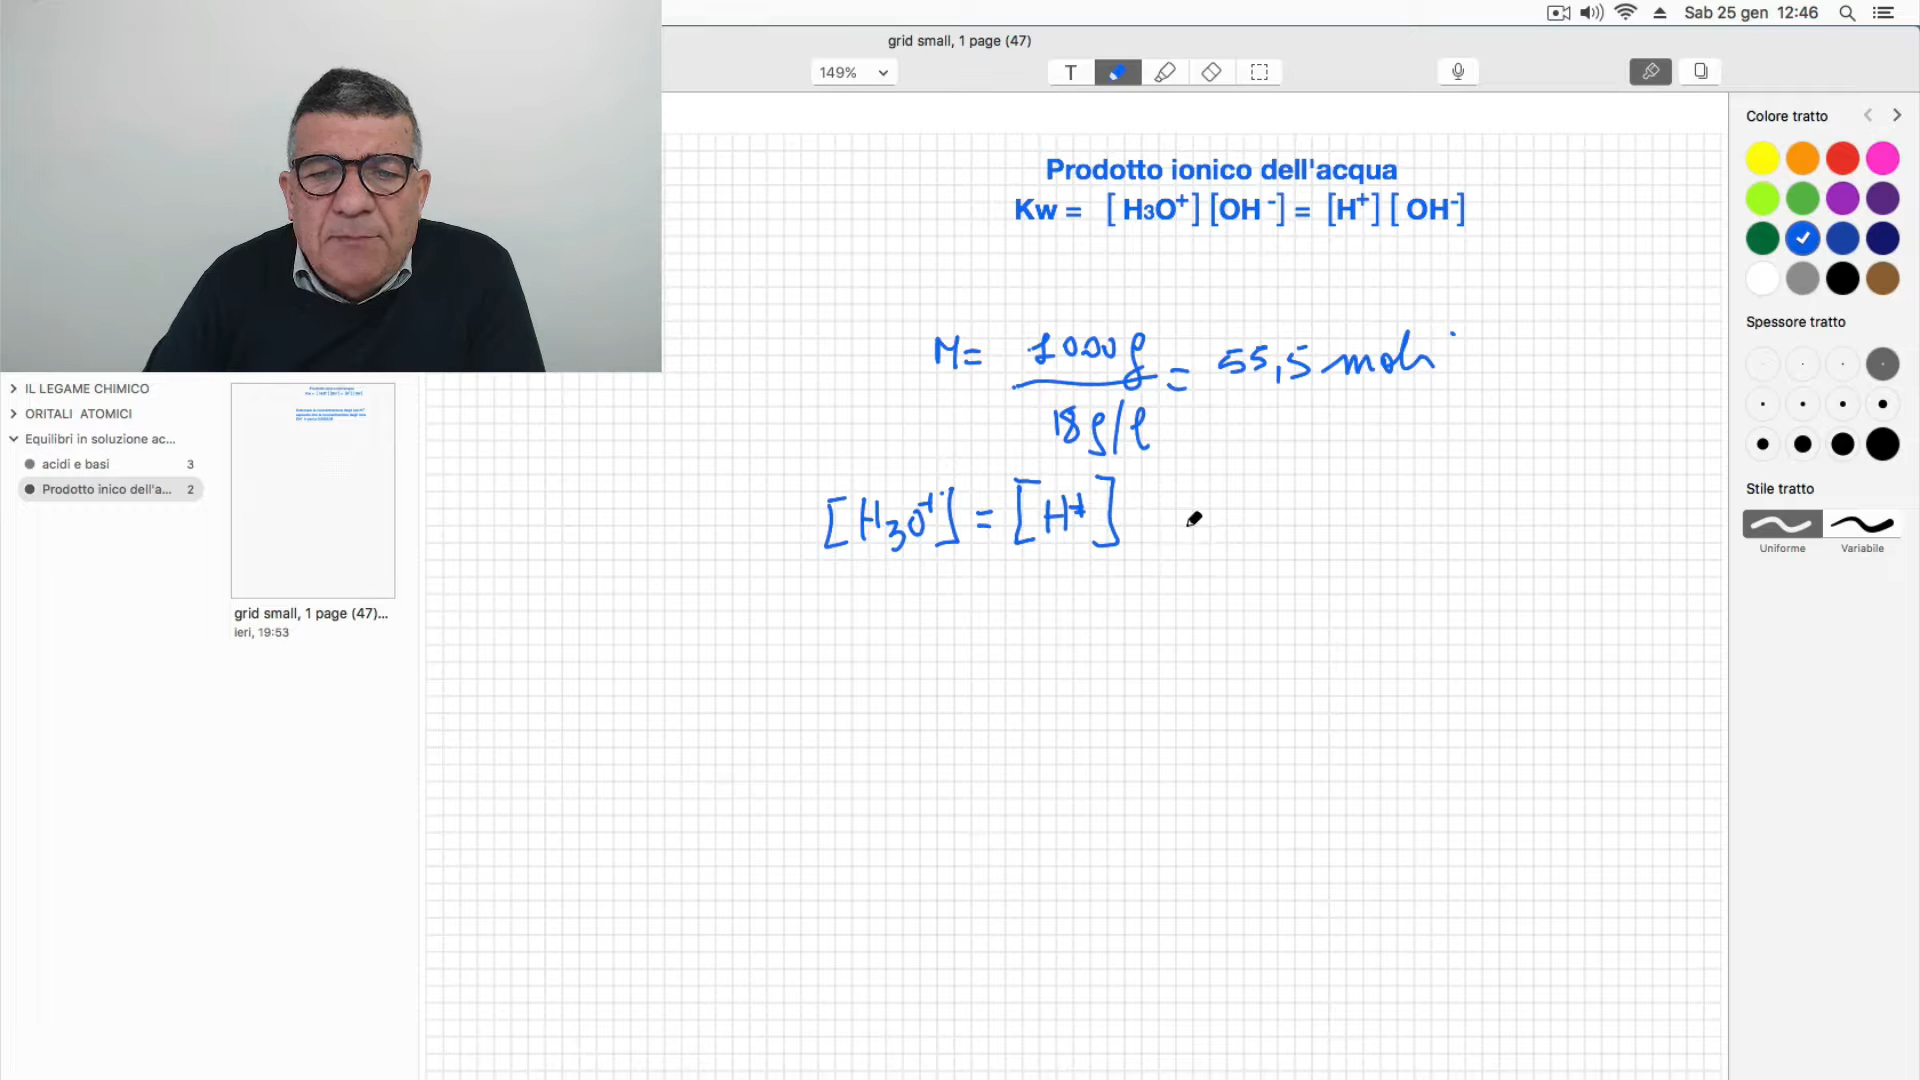 Sab 25 gen 12:46
grid small, 1 page (47)
149%
T
Colore tratto
Prodotto ionico dell'acqua
Kw = [ H3O+] [OH -] = [H+] [ OH-]
Spessore tratto
M = 1000 g = 55,5 moli
18 g/l
[H3O+] = [H+]
IL LEGAME CHIMICO
ORITALI ATOMICI
Equilibri in soluzione ac...
acidi e basi 3
Prodotto inico dell'a... 2
grid small, 1 page (47)...
ieri, 19:53
Stile tratto
Uniforme Variabile